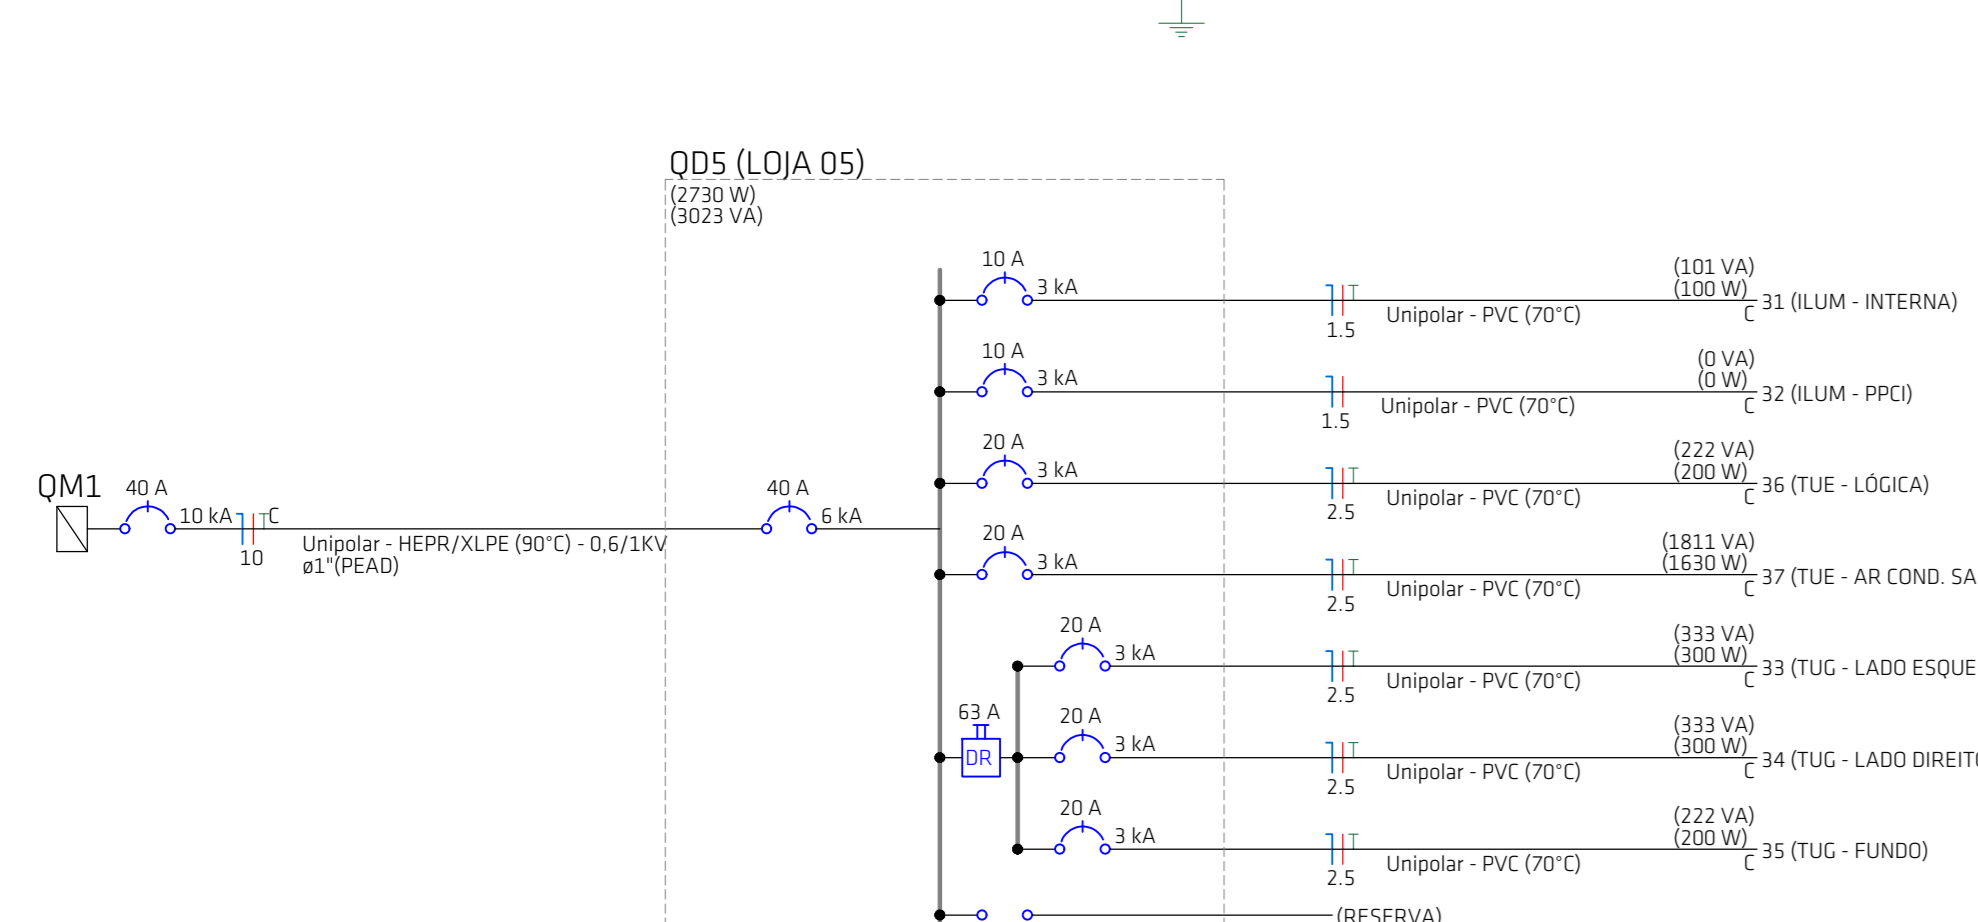 QD5 (LOJA 05)
(2730 W)
(3023 VA)
QM1
40 A
10 kA
C
10
Unipolar - HEPR/XLPE (90°C) - 0,6/1KV
ø1"(PEAD)
40 A
6 kA
10 A
3 kA
1.5
Unipolar - PVC (70°C)
(101 VA)
(100 W)
C
31 (ILUM - INTERNA)
10 A
3 kA
1.5
Unipolar - PVC (70°C)
(0 VA)
(0 W)
C
32 (ILUM - PPCI)
20 A
3 kA
2.5
Unipolar - PVC (70°C)
(222 VA)
(200 W)
C
36 (TUE - LÓGICA)
20 A
3 kA
2.5
Unipolar - PVC (70°C)
(1811 VA)
(1630 W)
C
37 (TUE - AR COND. SA
63 A
DR
20 A
3 kA
2.5
Unipolar - PVC (70°C)
(333 VA)
(300 W)
C
33 (TUG - LADO ESQUE
20 A
3 kA
2.5
Unipolar - PVC (70°C)
(333 VA)
(300 W)
C
34 (TUG - LADO DIREITO
20 A
3 kA
2.5
Unipolar - PVC (70°C)
(222 VA)
(200 W)
C
35 (TUG - FUNDO)
(RESERVA)